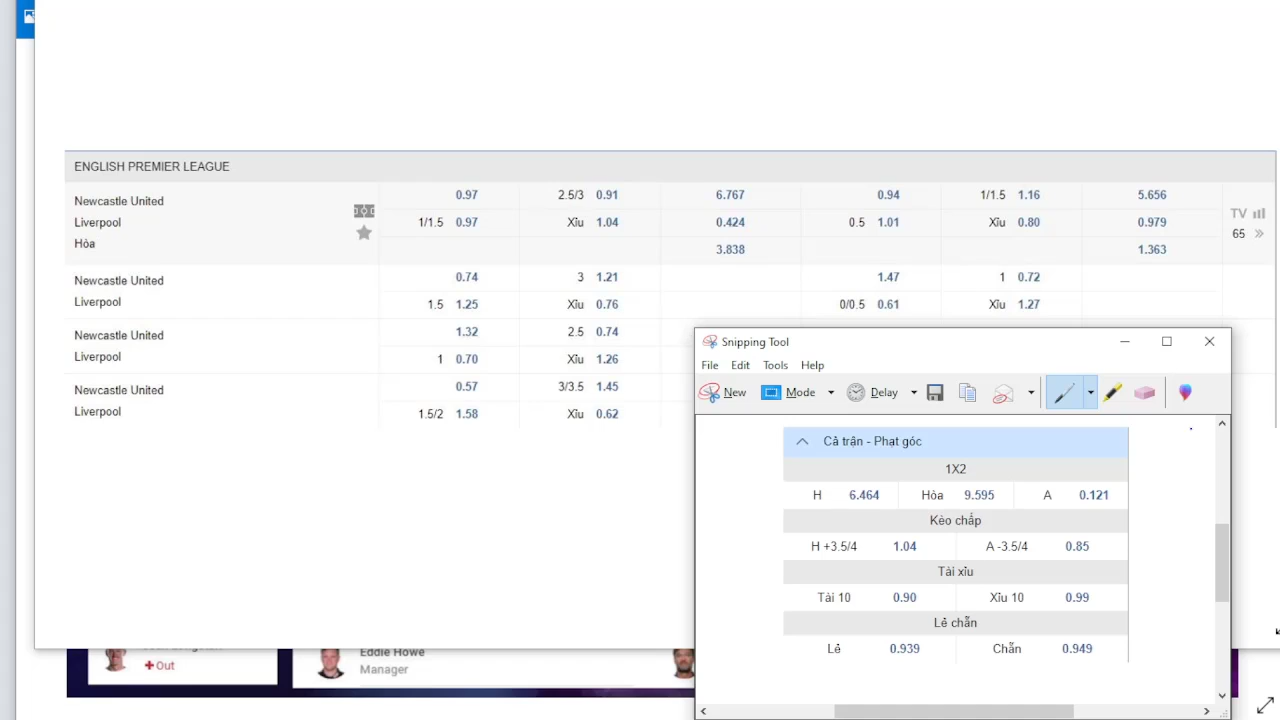 ENGLISH PREMIER LEAGUE
Newcastle United 0.97 2.5/3 0.91 6.767 0.94 1/1.5 1.16 5.656
Liverpool 1/1.5 0.97 Xỉu 1.04 0.424 0.5 1.01 Xỉu 0.80 0.979
Hòa 3.838 1.363
TV
65 »
Newcastle United 0.74 3 1.21 1.47 1 0.72
Liverpool 1.5 1.25 Xỉu 0.76 0/0.5 0.61 Xỉu 1.27
Newcastle United 1.32 2.5 0.74
Liverpool 1 0.70 Xỉu 1.26
Newcastle United 0.57 3/3.5 1.45
Liverpool 1.5/2 1.58 Xỉu 0.62
Snipping Tool
File Edit Tools Help
New Mode Delay
Cả trận - Phạt góc
1X2
H 6.464 Hòa 9.595 A 0.121
Kèo chấp
H +3.5/4 1.04 A -3.5/4 0.85
Tài xỉu
Tài 10 0.90 Xỉu 10 0.99
Lẻ chẵn
Lẻ 0.939 Chẵn 0.949
Out
Eddie Howe
Manager